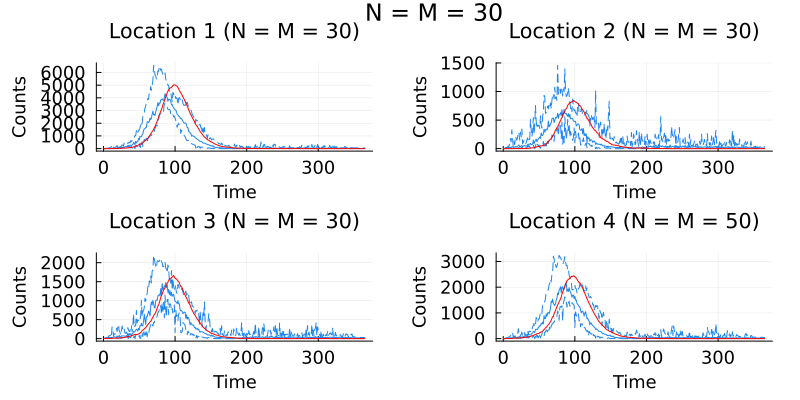 N = M = 30
Location 1 (N = M = 30)
Counts
6000
5000
4000
3000
2000
1000
0
0 100 200 300
Time
Location 2 (N = M = 30)
Counts
1500
1000
500
0
0 100 200 300
Time
Location 3 (N = M = 30)
Counts
2000
1500
1000
500
0
0 100 200 300
Time
Location 4 (N = M = 50)
Counts
3000
2000
1000
0
0 100 200 300
Time